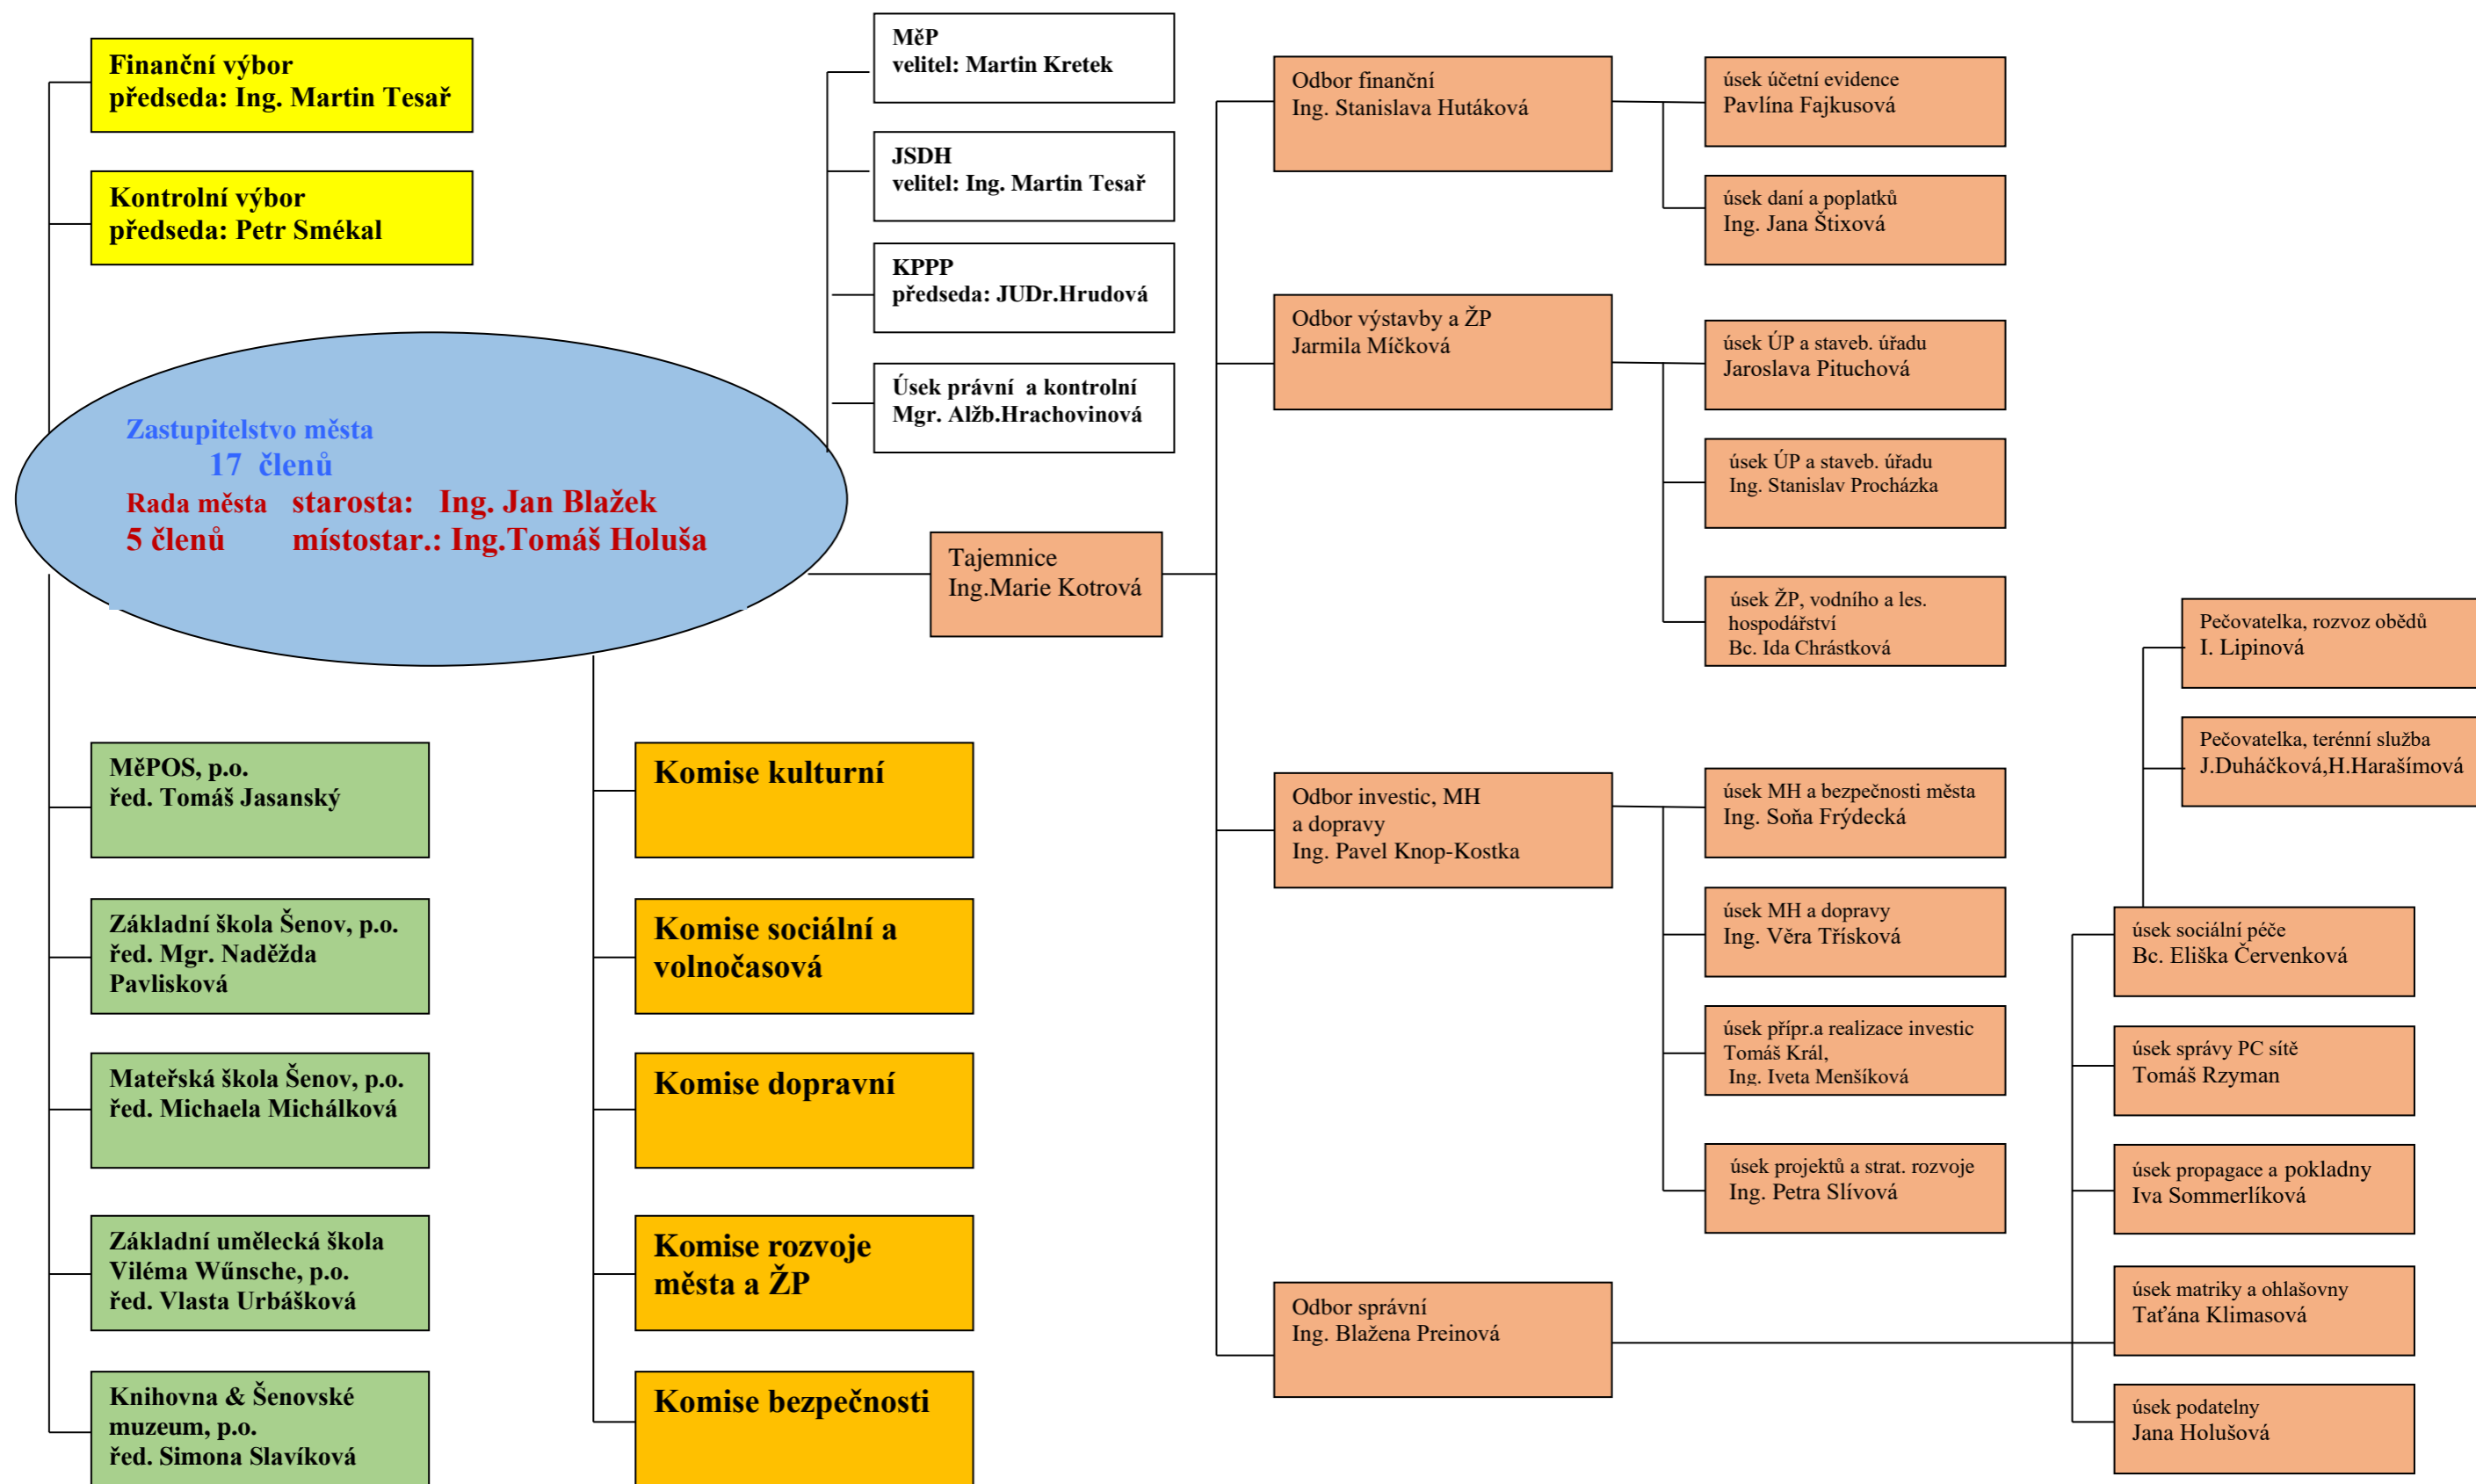 Finanční výbor
předseda: Ing. Martin Tesař
Kontrolní výbor
předseda: Petr Smékal
Zastupitelstvo města
17 členů
Rada města starosta: Ing. Jan Blažek
5 členů místostar.: Ing.Tomáš Holuša
MěP
velitel: Martin Kretek
JSDH
velitel: Ing. Martin Tesař
KPPP
předseda: JUDr.Hrudová
Úsek právní a kontrolní
Mgr. Alžb.Hrachovinová
Tajemnice
Ing.Marie Kotrová
MěPOS, p.o.
řed. Tomáš Jasanský
Základní škola Šenov, p.o.
řed. Mgr. Naděžda
Pavlisková
Mateřská škola Šenov, p.o.
řed. Michaela Michálková
Základní umělecká škola
Viléma Wűnsche, p.o.
řed. Vlasta Urbášková
Knihovna & Šenovské
muzeum, p.o.
řed. Simona Slavíková
Komise kulturní
Komise sociální a
volnočasová
Komise dopravní
Komise rozvoje
města a ŽP
Komise bezpečnosti
Odbor finanční
Ing. Stanislava Hutáková
úsek účetní evidence
Pavlína Fajkusová
úsek daní a poplatků
Ing. Jana Štixová
Odbor výstavby a ŽP
Jarmila Míčková
úsek ÚP a staveb. úřadu
Jaroslava Pituchová
úsek ÚP a staveb. úřadu
Ing. Stanislav Procházka
úsek ŽP, vodního a les.
hospodářství
Bc. Ida Chrástková
Odbor investic, MH
a dopravy
Ing. Pavel Knop-Kostka
úsek MH a bezpečnosti města
Ing. Soňa Frýdecká
úsek MH a dopravy
Ing. Věra Třísková
úsek přípr.a realizace investic
Tomáš Král,
Ing. Iveta Menšíková
úsek projektů a strat. rozvoje
Ing. Petra Slívová
Odbor správní
Ing. Blažena Preinová
Pečovatelka, rozvoz obědů
I. Lipinová
Pečovatelka, terénní služba
J.Duháčková,H.Harašímová
úsek sociální péče
Bc. Eliška Červenková
úsek správy PC sítě
Tomáš Rzyman
úsek propagace a pokladny
Iva Sommerlíková
úsek matriky a ohlašovny
Taťána Klimasová
úsek podatelny
Jana Holušová